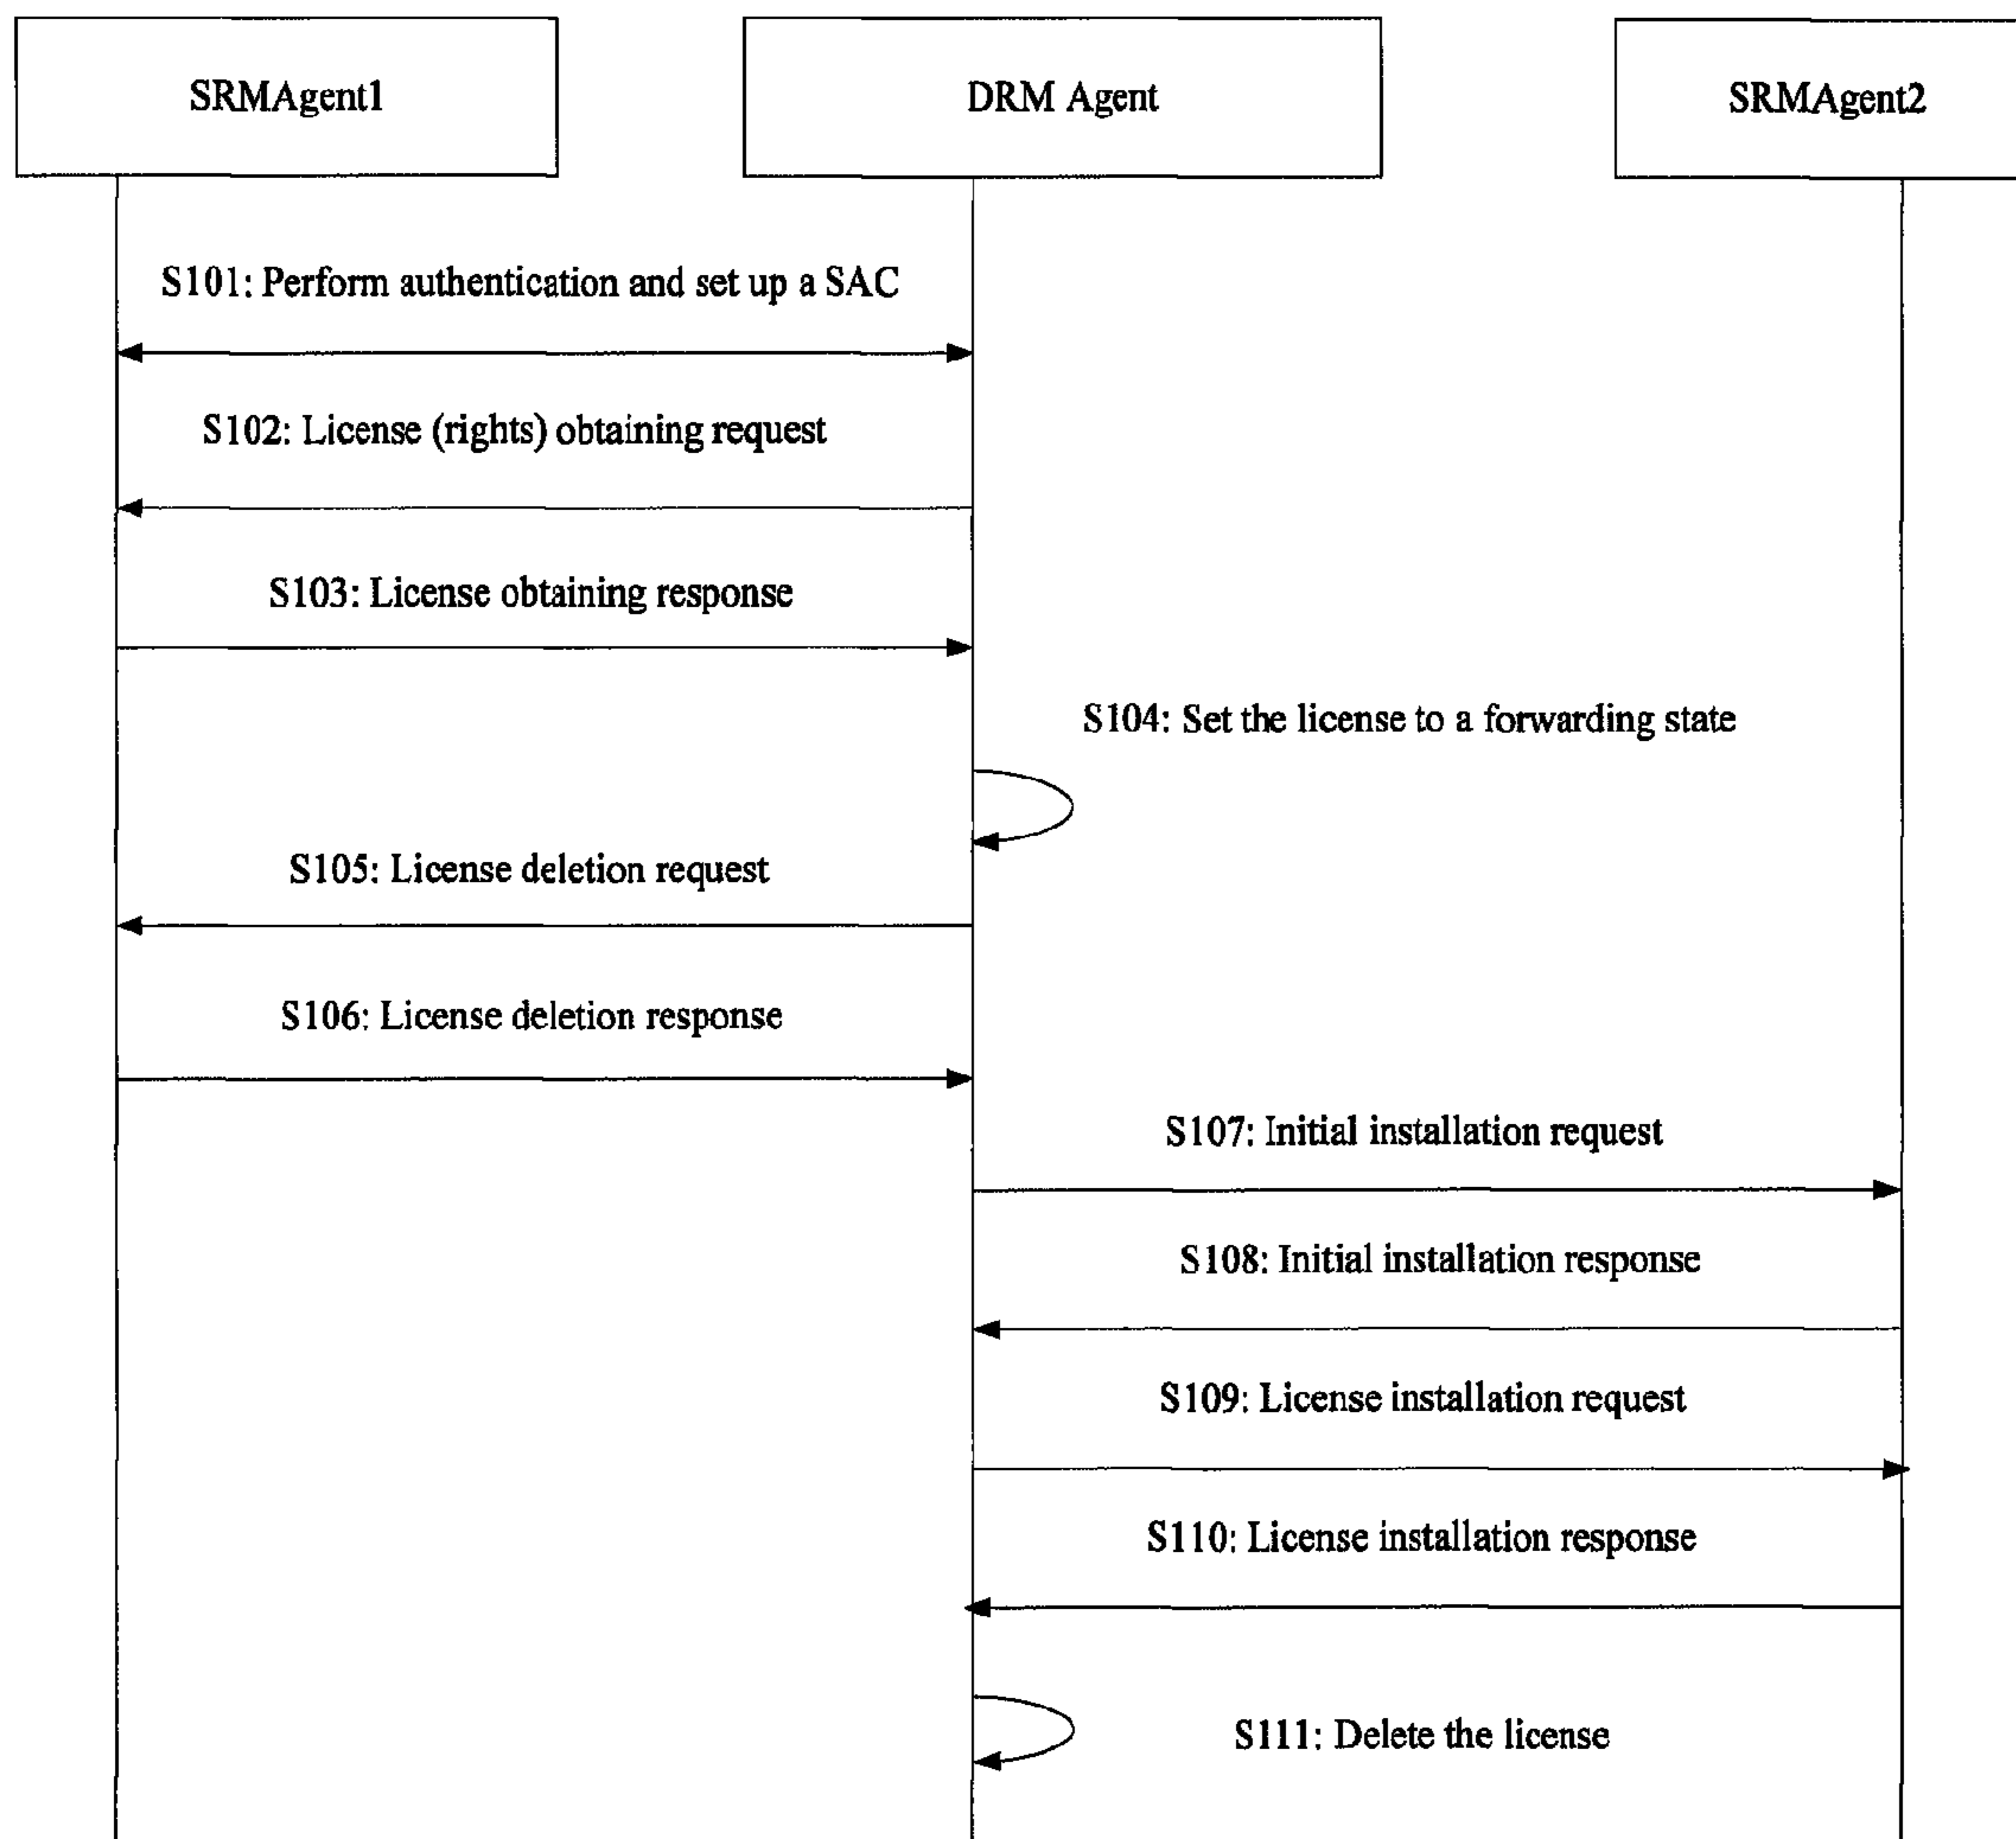 SRMAgent1
DRM Agent
SRMAgent2
S101: Perform authentication and set up a SAC
S102: License (rights) obtaining request
S103: License obtaining response
S104: Set the license to a forwarding state
S105: License deletion request
S106: License deletion response
S107: Initial installation request
S108: Initial installation response
S109: License installation request
S110: License installation response
S111: Delete the license